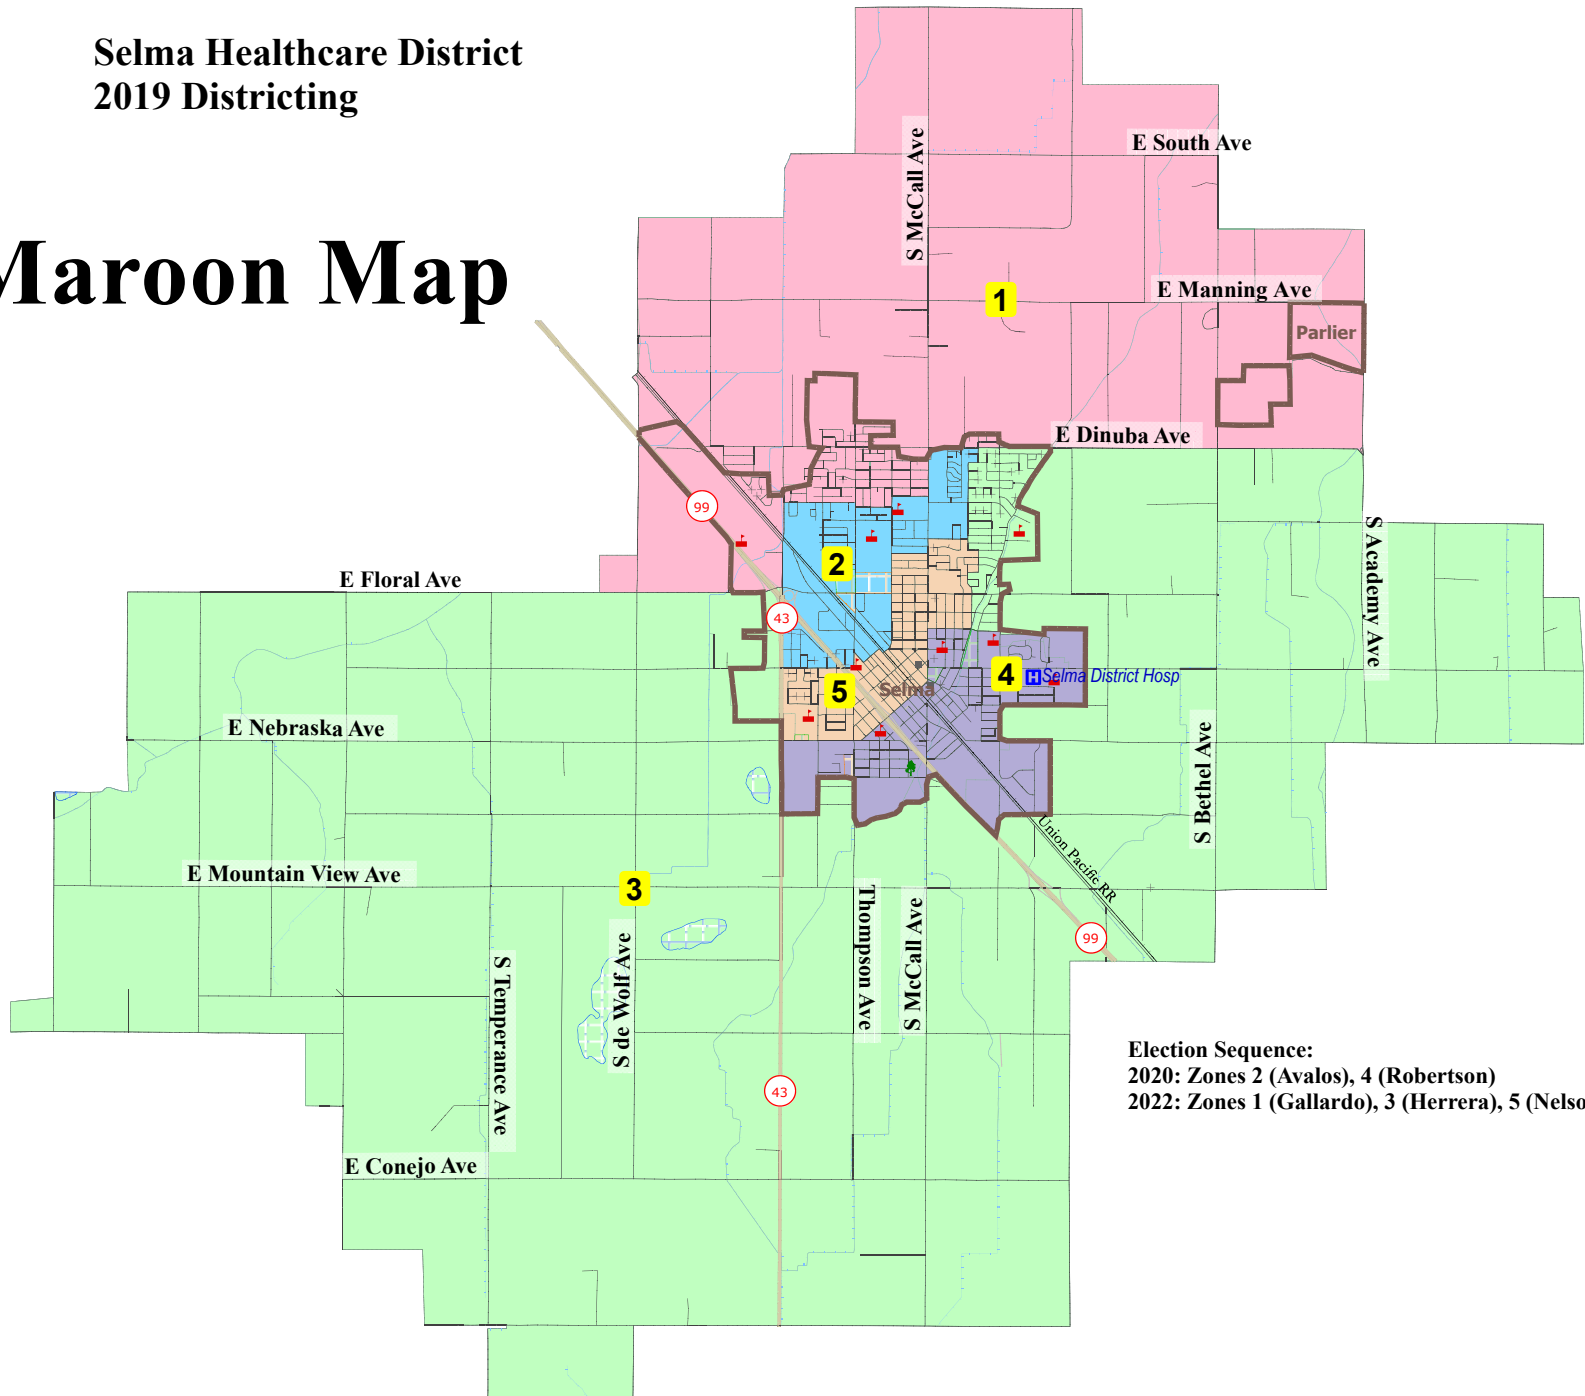 Selma Healthcare District
2019 Districting
Maroon Map
S McCall Ave
E South Ave
1
E Manning Ave
Parlier
E Dinuba Ave
99
2
E Floral Ave
43
S Academy Ave
4
H Selma District Hosp
5
Selma
E Nebraska Ave
S Bethel Ave
Union Pacific RR
E Mountain View Ave
3
Thompson Ave
S McCall Ave
99
S de Wolf Ave
S Temperance Ave
43
Election Sequence:
2020: Zones 2 (Avalos), 4 (Robertson)
2022: Zones 1 (Gallardo), 3 (Herrera), 5 (Nelso
E Conejo Ave